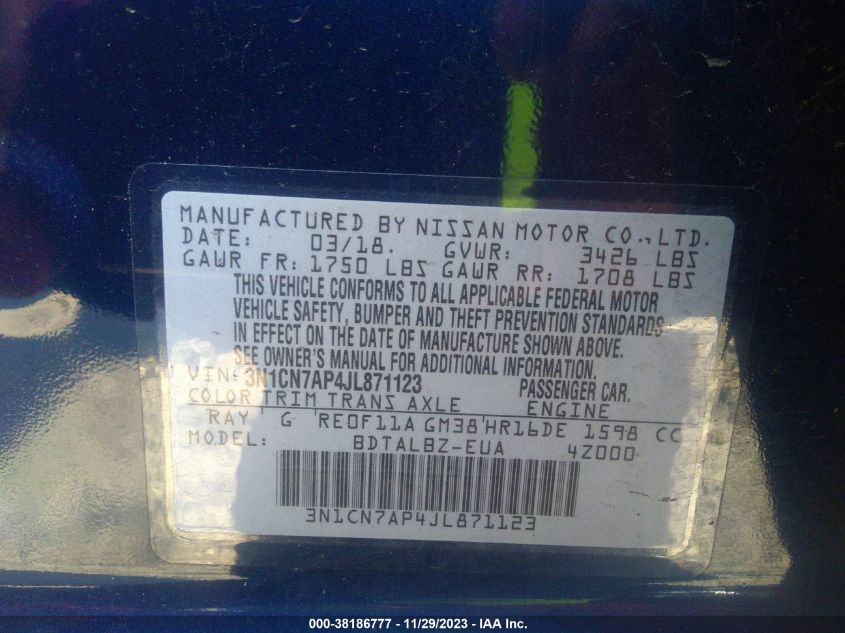 MANUFACTURED BY NISSAN MOTOR CO.,LTD.
DATE: 03/18. GVWR: 3426 LBS
GAWR FR: 1750 LBS GAWR RR: 1708 LBS
THIS VEHICLE CONFORMS TO ALL APPLICABLE FEDERAL MOTOR
VEHICLE SAFETY, BUMPER AND THEFT PREVENTION STANDARDS
IN EFFECT ON THE DATE OF MANUFACTURE SHOWN ABOVE.
SEE OWNER'S MANUAL FOR ADDITIONAL INFORMATION.
VIN: 3N1CN7AP4JL871123 PASSENGER CAR.
COLOR TRIM TRANS AXLE ENGINE
RAY G RE0F11A GM38 HR16DE 1598 CC
MODEL: BDTALBZ-EUA 4Z000
3N1CN7AP4JL871123
000-38186777 - 11/29/2023 - IAA Inc.